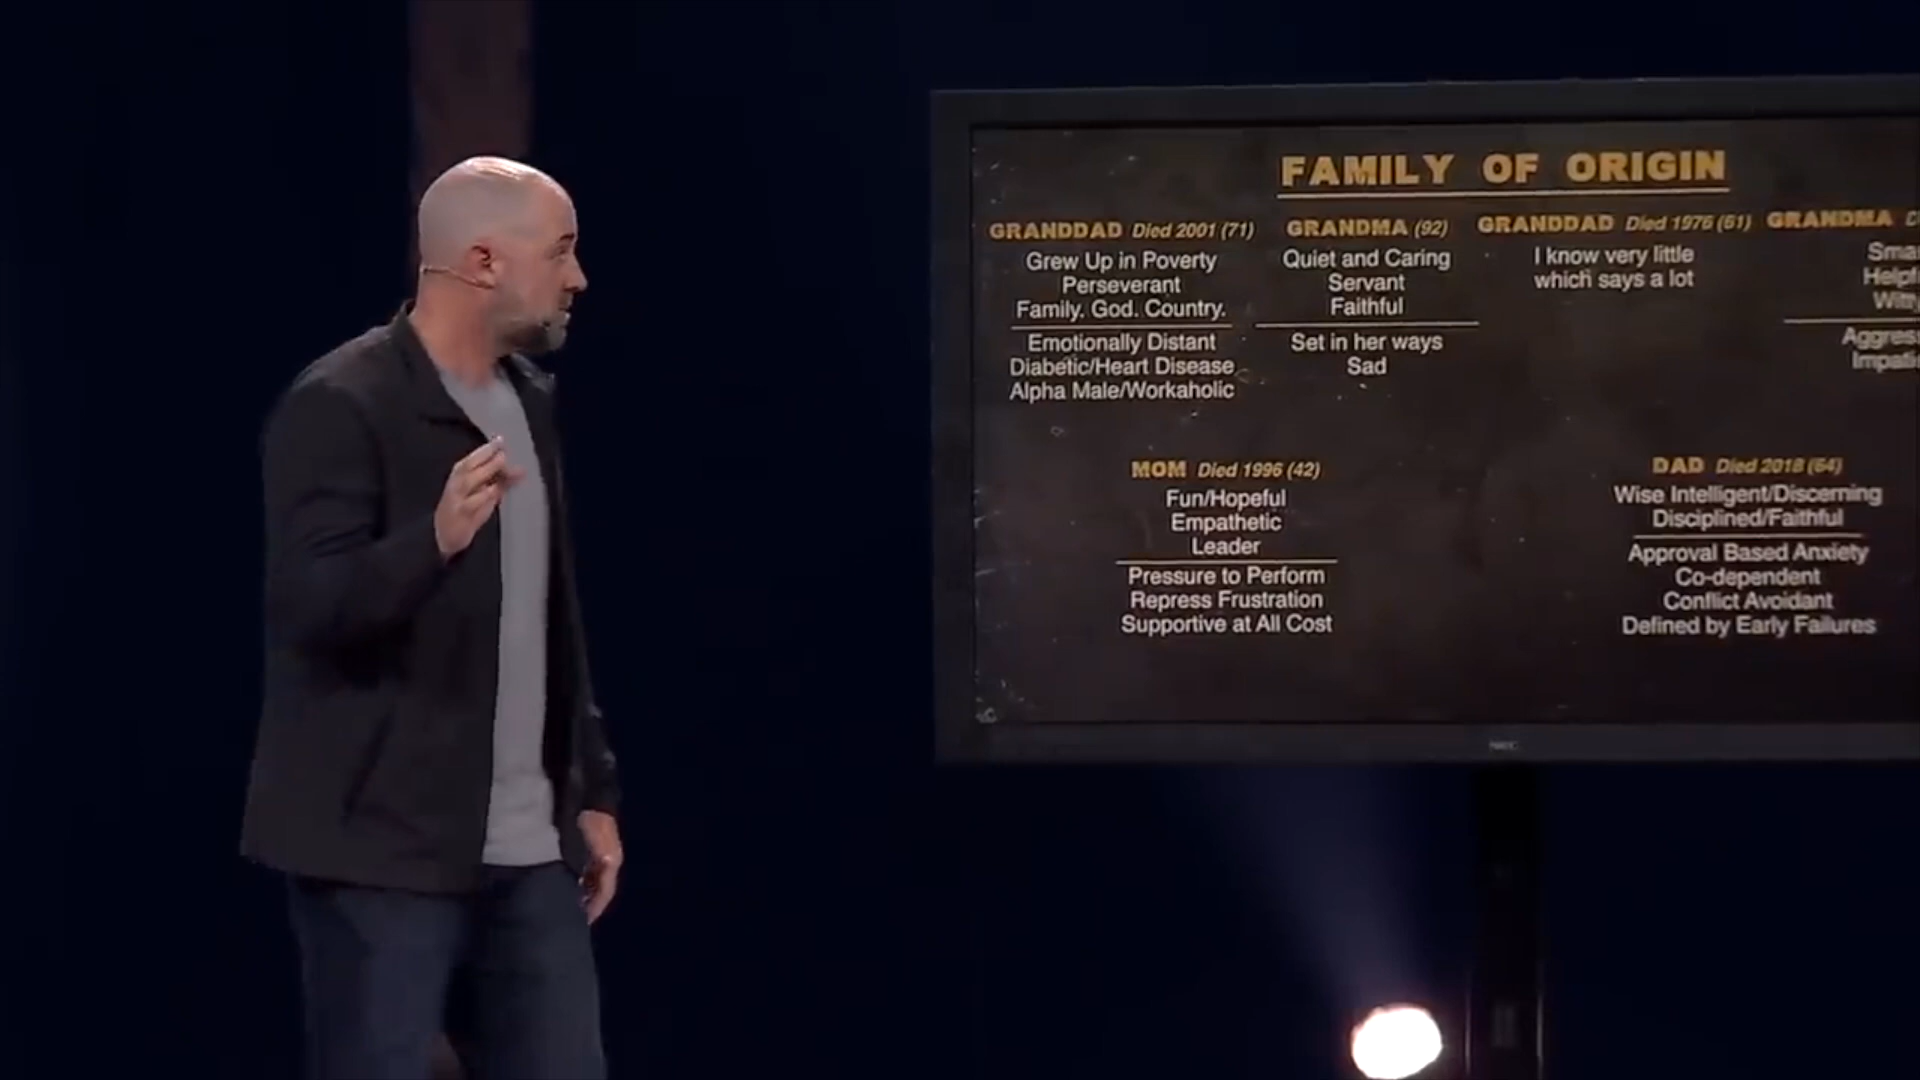 FAMILY OF ORIGIN
GRANDDAD Died 2001 (71)
Grew Up in Poverty
Perseverant
Family. God. Country.
Emotionally Distant
Diabetic/Heart Disease
Alpha Male/Workaholic
GRANDMA (92)
Quiet and Caring
Servant
Faithful
Set in her ways
Sad
GRANDDAD Died 1976 (61)
I know very little
which says a lot
GRANDMA
MOM Died 1996 (42)
Fun/Hopeful
Empathetic
Leader
Pressure to Perform
Repress Frustration
Supportive at All Cost
DAD Died 2018 (64)
Wise Intelligent/Discerning
Disciplined/Faithful
Approval Based Anxiety
Co-dependent
Conflict Avoidant
Defined by Early Failures
NEC